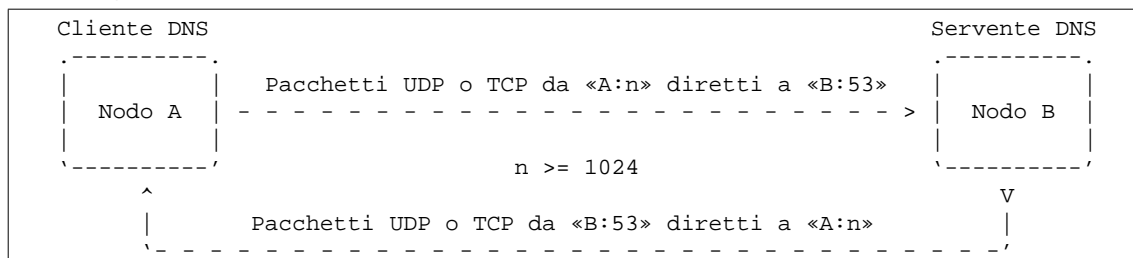 Cliente DNS Servente DNS
Pacchetti UDP o TCP da «A:n» diretti a «B:53»
Nodo A Nodo B
n >= 1024
Pacchetti UDP o TCP da «B:53» diretti a «A:n»